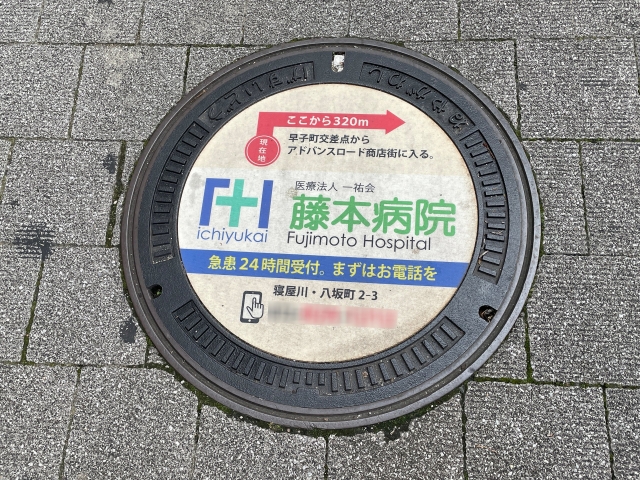 ここから320m
現在地
早子町交差点から
アドバンスロード商店街に入る。
医療法人 一祐会
藤本病院
ichiyukai
Fujimoto Hospital
急患24時間受付。まずはお電話を
寝屋川・八坂町2-3